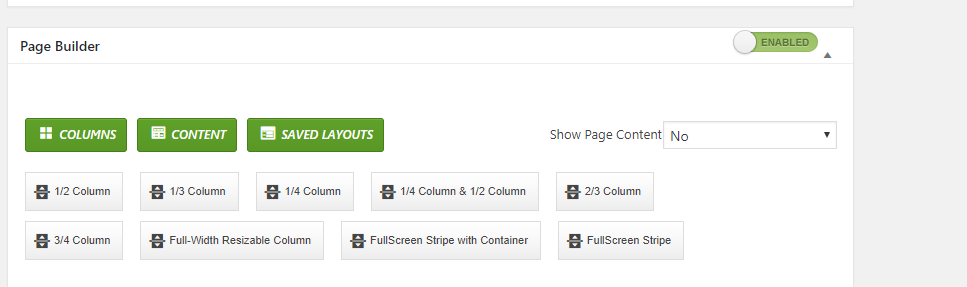 Page Builder
ENABLED
COLUMNS CONTENT SAVED LAYOUTS Show Page Content No
1/2 Column 1/3 Column 1/4 Column 1/4 Column & 1/2 Column 2/3 Column
3/4 Column Full-Width Resizable Column FullScreen Stripe with Container FullScreen Stripe